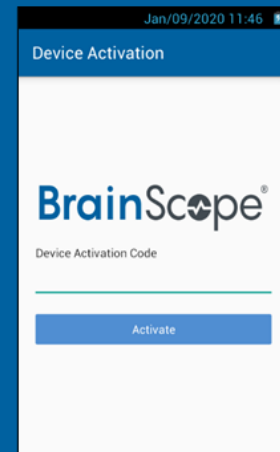 Jan/09/2020 11:46
Device Activation
BrainScope®
Device Activation Code
Activate